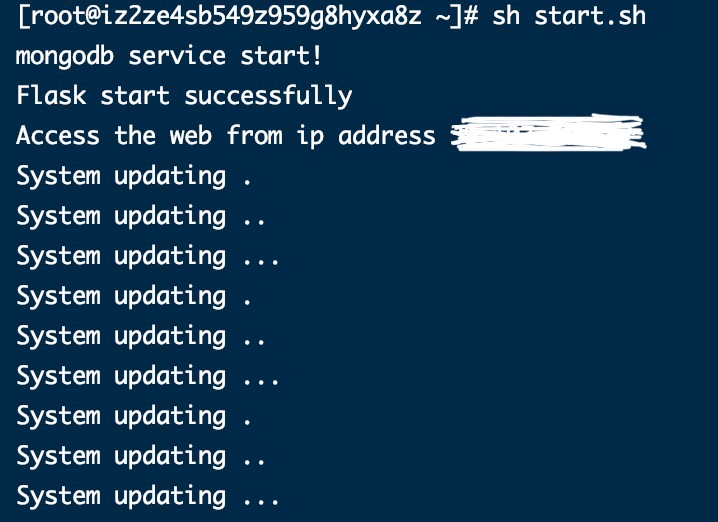 [root@iz2ze4sb549z959g8hyxa8z ~]# sh start.sh
mongodb service start!
Flask start successfully
Access the web from ip address
System updating .
System updating ..
System updating ...
System updating .
System updating ..
System updating ...
System updating .
System updating ..
System updating ...